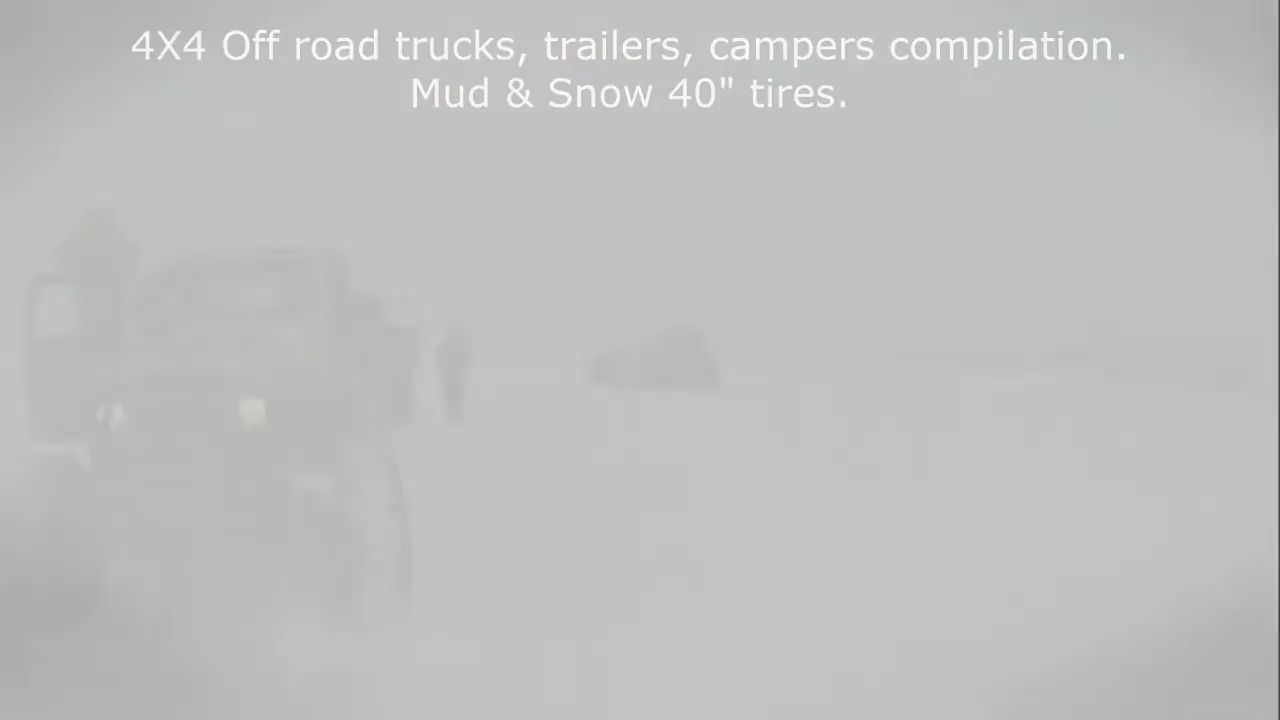 4X4 Off road trucks, trailers, campers compilation.
Mud & Snow 40" tires.